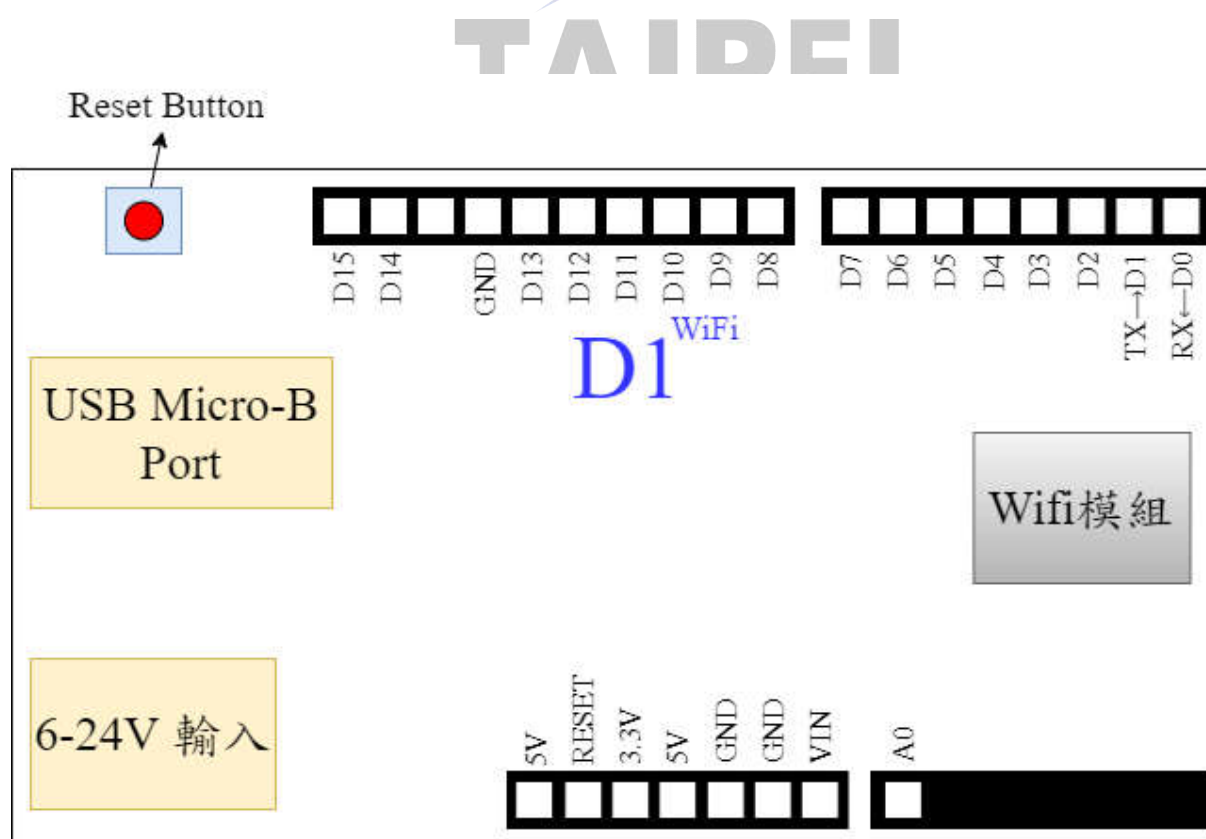 TAIPEI
Reset Button
D15
D14
GND
D13
D12
D11
D10
D9
D8
D7
D6
D5
D4
D3
D2
TX→D1
RX←D0
D1 WiFi
USB Micro-B
Port
Wifi模組
6-24V 輸入
5V
RESET
3.3V
5V
GND
GND
VIN
A0